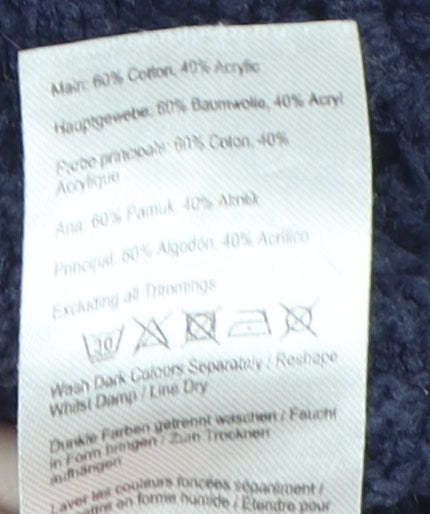 Main: 60% Cotton, 40% Acrylic
Hauptgewebe: 60% Baumwolle, 40% Acryl
Partie principale: 60% Coton, 40%
Acrylique
Ana: 60% Pamuk, 40% Akrilik
Principal: 60% Algodón, 40% Acrílico
Excluding all Trimmings
30
Wash Dark Colours Separately / Reshape
Whilst Damp / Line Dry
Dunkle Farben getrennt waschen / Feucht
in Form bringen / Zum Trocknen
aufhängen
Laver les couleurs foncées séparément /
en forme humide / Étendre pour